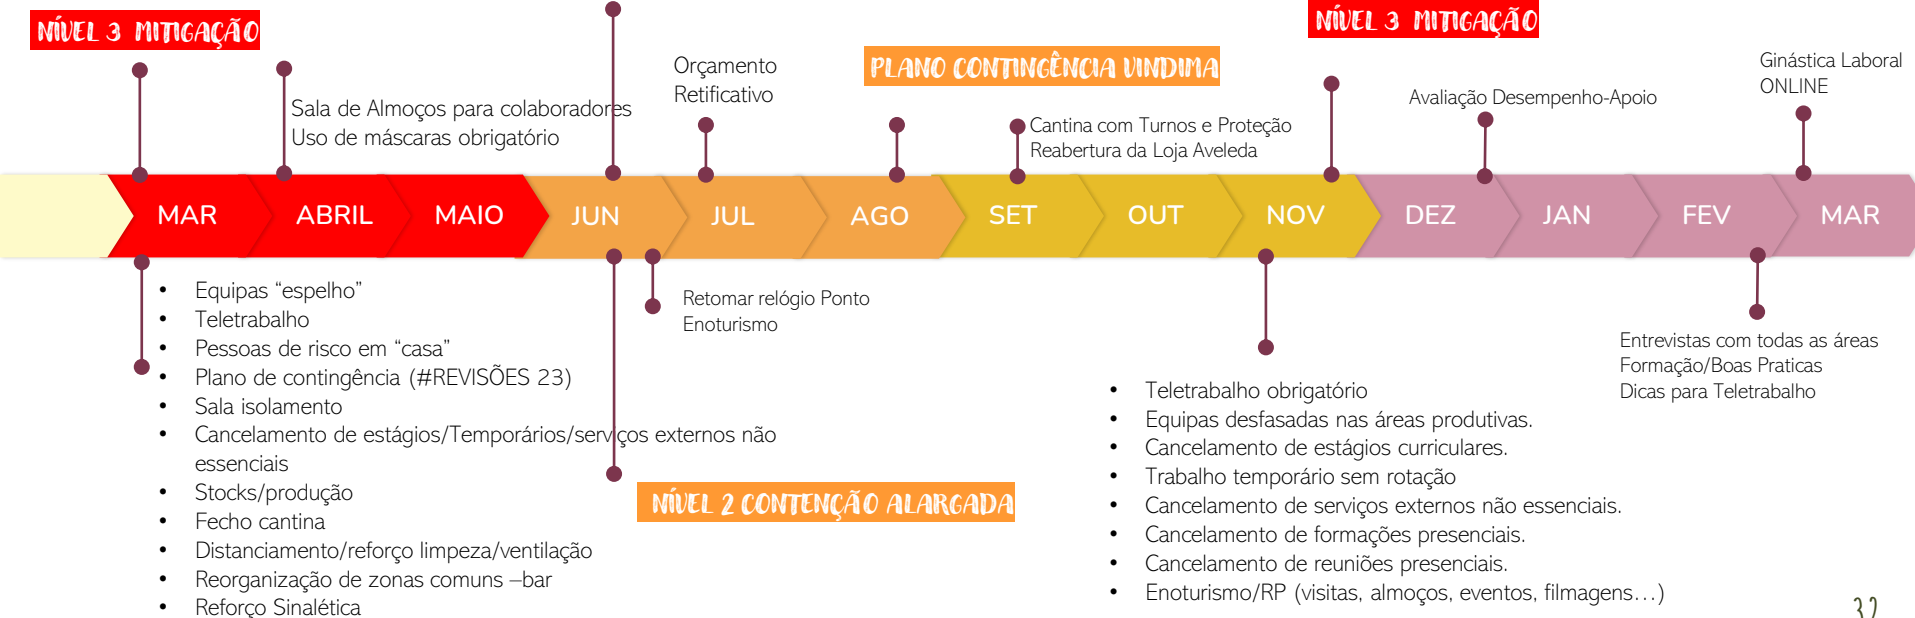 NÍVEL 3 MITIGAÇÃO
NÍVEL 3 MITIGAÇÃO
Orçamento
Retificativo
PLANO CONTINGÊNCIA VINDIMA
Ginástica Laboral
ONLINE
Sala de Almoços para colaboradores
Uso de máscaras obrigatório
Cantina com Turnos e Proteção
Reabertura da Loja Aveleda
Avaliação Desempenho-Apoio
MAR
ABRIL
MAIO
JUN
JUL
AGO
SET
OUT
NOV
DEZ
JAN
FEV
MAR
• Equipas “espelho”
• Teletrabalho
• Pessoas de risco em “casa”
• Plano de contingência (#REVISÕES 23)
• Sala isolamento
• Cancelamento de estágios/Temporários/serviços externos não
essenciais
• Stocks/produção
• Fecho cantina
• Distanciamento/reforço limpeza/ventilação
• Reorganização de zonas comuns –bar
• Reforço Sinalética
Retomar relógio Ponto
Enoturismo
NÍVEL 2 CONTENÇÃO ALARGADA
• Teletrabalho obrigatório
• Equipas desfasadas nas áreas produtivas.
• Cancelamento de estágios curriculares.
• Trabalho temporário sem rotação
• Cancelamento de serviços externos não essenciais.
• Cancelamento de formações presenciais.
• Cancelamento de reuniões presenciais.
• Enoturismo/RP (visitas, almoços, eventos, filmagens…)
Entrevistas com todas as áreas
Formação/Boas Praticas
Dicas para Teletrabalho
32